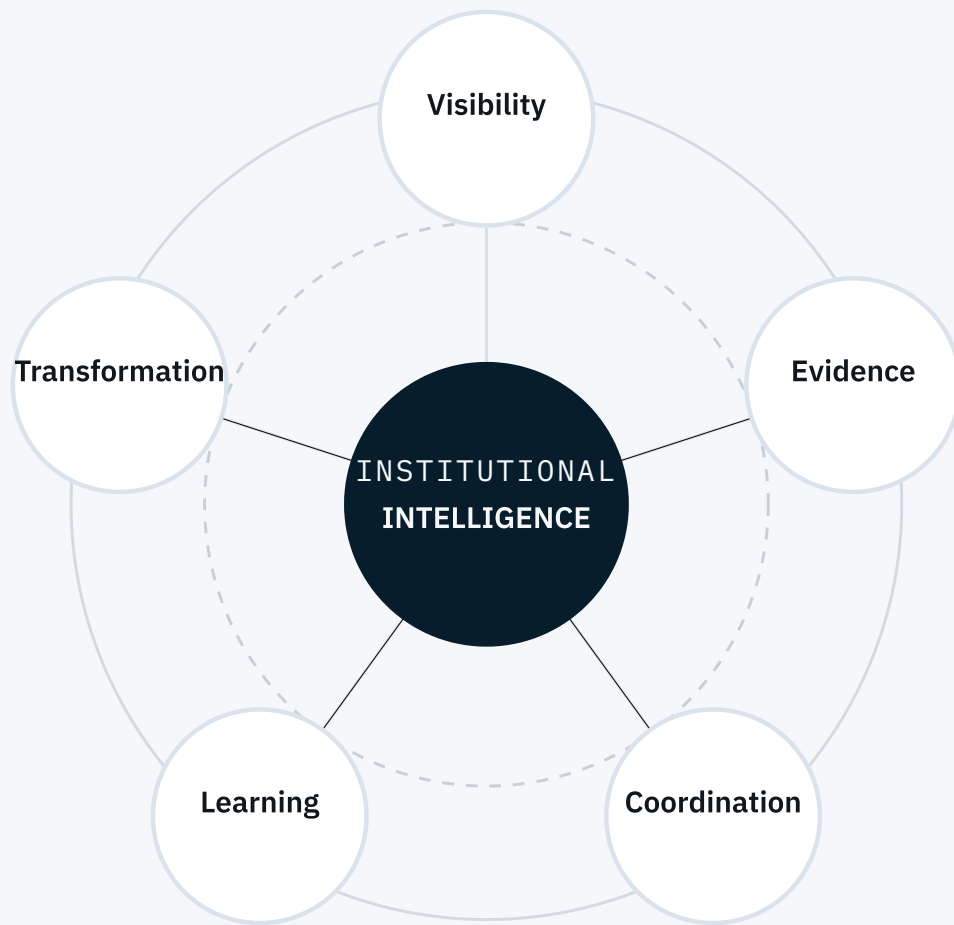 Visibility
Transformation
Evidence
INSTITUTIONAL
INTELLIGENCE
Learning
Coordination